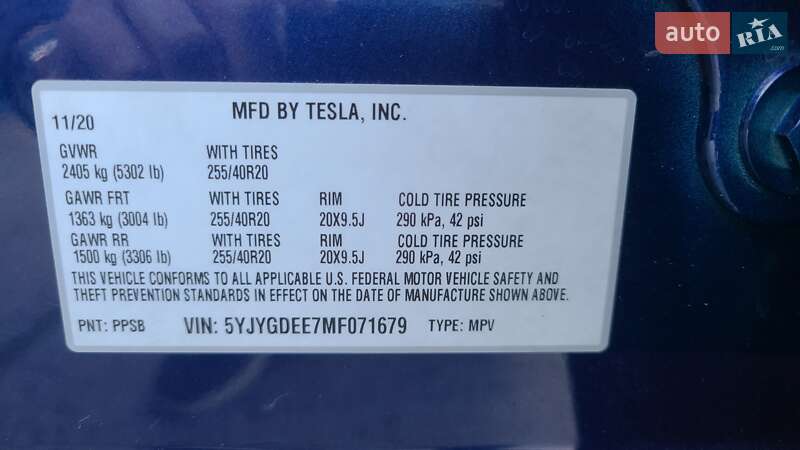 auto RIA.com
MFD BY TESLA, INC.
11/20
GVWR WITH TIRES
2405 kg (5302 lb) 255/40R20
GAWR FRT WITH TIRES RIM COLD TIRE PRESSURE
1363 kg (3004 lb) 255/40R20 20X9.5J 290 kPa, 42 psi
GAWR RR WITH TIRES RIM COLD TIRE PRESSURE
1500 kg (3306 lb) 255/40R20 20X9.5J 290 kPa, 42 psi
THIS VEHICLE CONFORMS TO ALL APPLICABLE U.S. FEDERAL MOTOR VEHICLE SAFETY AND
THEFT PREVENTION STANDARDS IN EFFECT ON THE DATE OF MANUFACTURE SHOWN ABOVE.
PNT: PPSB VIN: 5YJYGDEE7MF071679 TYPE: MPV